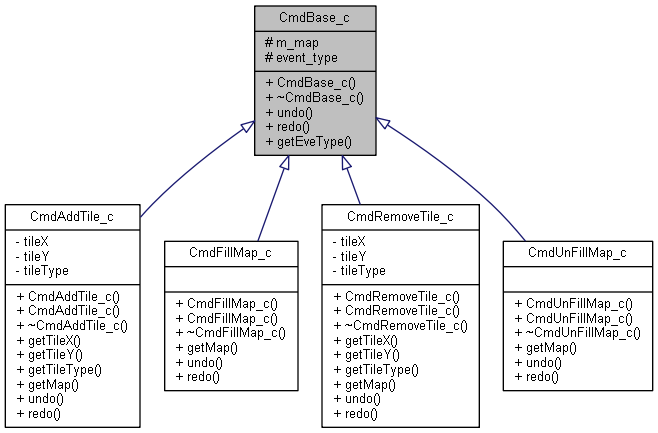 CmdBase_c
# m_map
# event_type
+ CmdBase_c()
+ ~CmdBase_c()
+ undo()
+ redo()
+ getEveType()
CmdAddTile_c
- tileX
- tileY
- tileType
+ CmdAddTile_c()
+ CmdAddTile_c()
+ ~CmdAddTile_c()
+ getTileX()
+ getTileY()
+ getTileType()
+ getMap()
+ undo()
+ redo()
CmdFillMap_c
+ CmdFillMap_c()
+ CmdFillMap_c()
+ ~CmdFillMap_c()
+ getMap()
+ undo()
+ redo()
CmdRemoveTile_c
- tileX
- tileY
- tileType
+ CmdRemoveTile_c()
+ CmdRemoveTile_c()
+ ~CmdRemoveTile_c()
+ getTileX()
+ getTileY()
+ getTileType()
+ getMap()
+ undo()
+ redo()
CmdUnFillMap_c
+ CmdUnFillMap_c()
+ CmdUnFillMap_c()
+ ~CmdUnFillMap_c()
+ getMap()
+ undo()
+ redo()